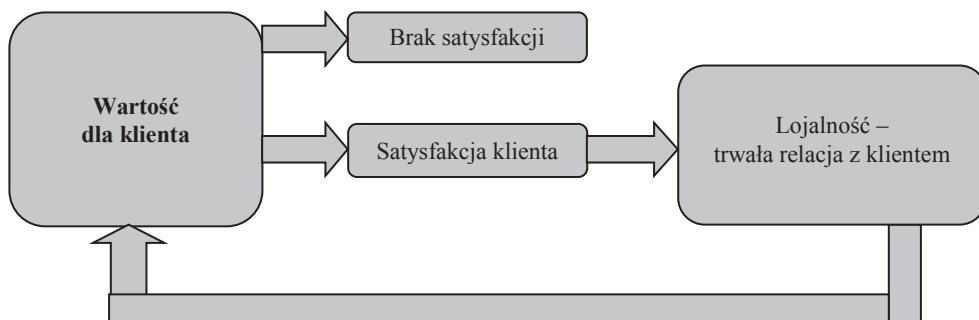 Brak satysfakcji
Wartość
dla klienta
Satysfakcja klienta
Lojalność –
trwała relacja z klientem